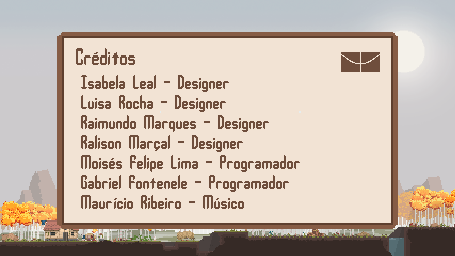 Créditos
Isabela Leal - Designer
Luisa Rocha - Designer
Raimundo Marques - Designer
Ralison Marçal - Designer
Moisés Felipe Lima - Programador
Gabriel Fontenele - Programador
Maurício Ribeiro - Músico